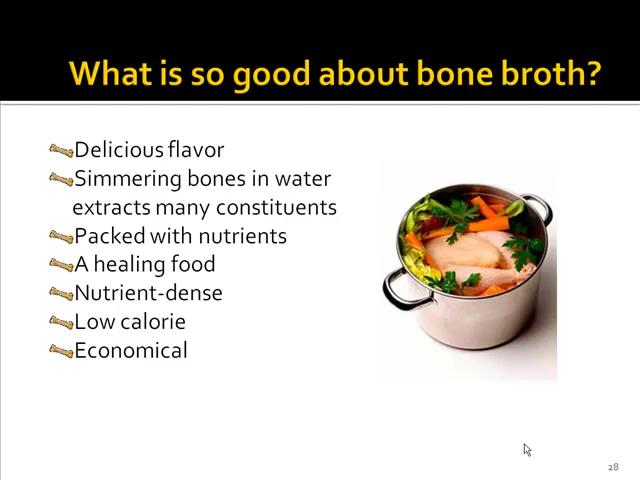 What is so good about bone broth?
Delicious flavor
Simmering bones in water
extracts many constituents
Packed with nutrients
A healing food
Nutrient-dense
Low calorie
Economical
28